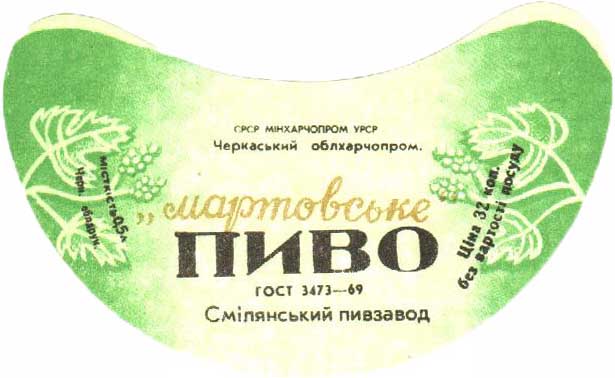 СРСР МІНХАРЧОПРОМ УРСР
Черкаський облхарчопром.
„мартовське“
ПИВО
ГОСТ 3473—69
Смілянський пивзавод
місткість 0,5л
Ціна 32 коп.
без вартості посуду